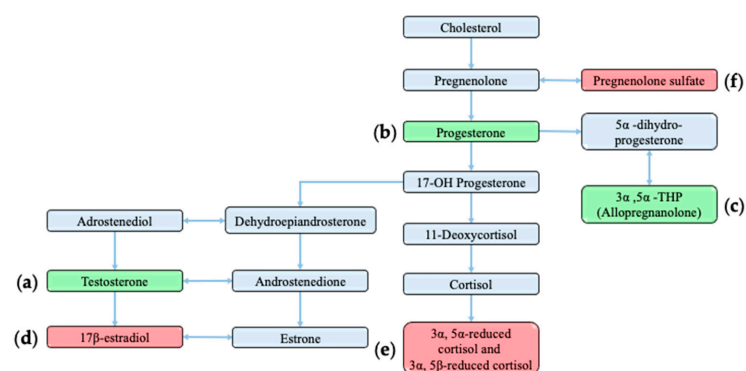 Cholesterol
Pregnenolone
Pregnenolone sulfate
(f)
(b)
Progesterone
5α -dihydro-
progesterone
17-OH Progesterone
3α ,5α -THP
(Allopregnanolone)
(c)
Adrostenediol
Dehydroepiandrosterone
11-Deoxycortisol
(a)
Testosterone
Androstenedione
Cortisol
(d)
17β-estradiol
Estrone
(e)
3α, 5α-reduced
cortisol and
3α, 5β-reduced cortisol